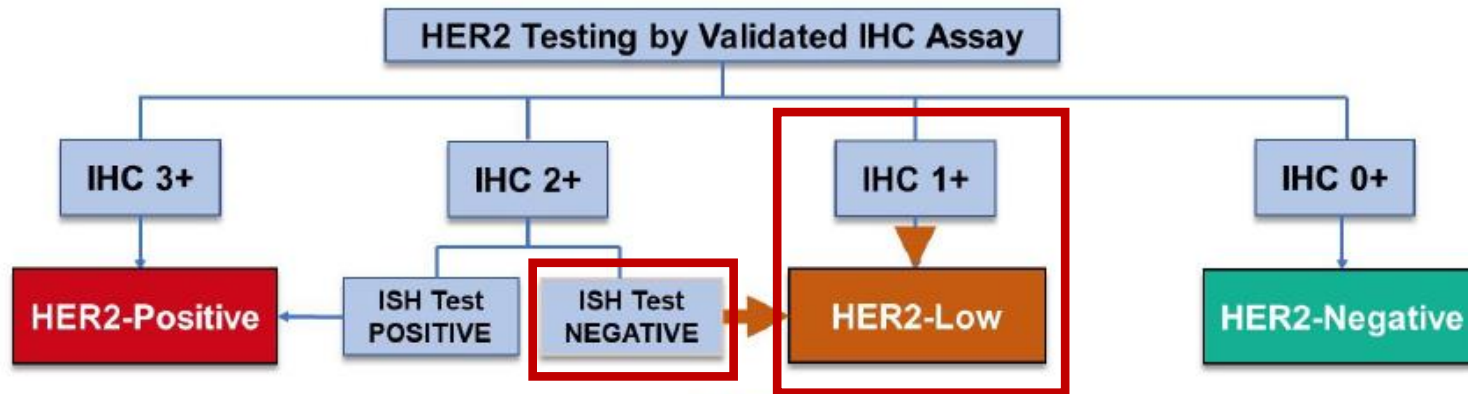 HER2 Testing by Validated IHC Assay
IHC 3+
IHC 2+
IHC 1+
IHC 0+
HER2-Positive
ISH Test
POSITIVE
ISH Test
NEGATIVE
HER2-Low
HER2-Negative